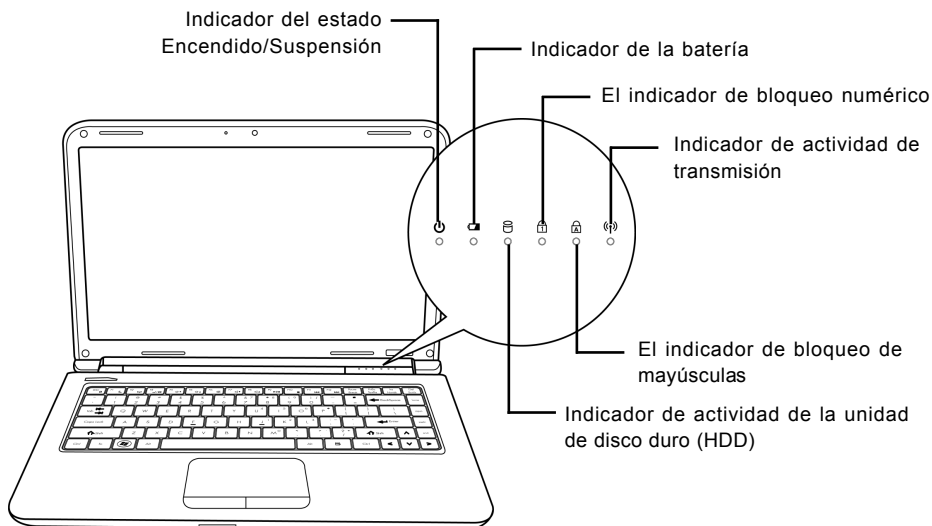 Indicador del estado
Encendido/Suspensión
Indicador de la batería
El indicador de bloqueo numérico
Indicador de actividad de
transmisión
El indicador de bloqueo de
mayúsculas
Indicador de actividad de la unidad
de disco duro (HDD)